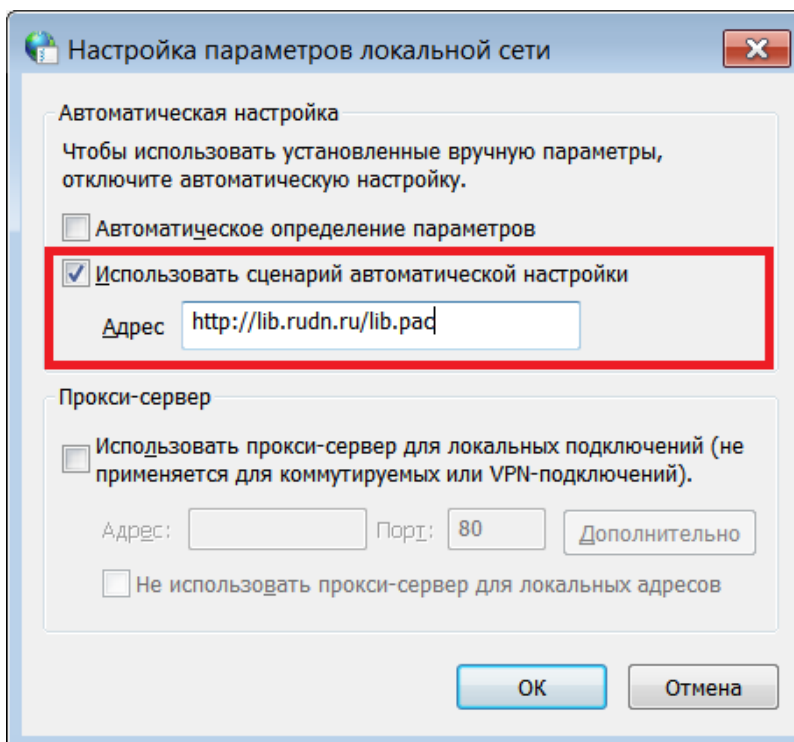 Настройка параметров локальной сети
Автоматическая настройка
Чтобы использовать установленные вручную параметры,
отключите автоматическую настройку.
Автоматическое определение параметров
Использовать сценарий автоматической настройки
Адрес
http://lib.rudn.ru/lib.pac
Прокси-сервер
Использовать прокси-сервер для локальных подключений (не
применяется для коммутируемых или VPN-подключений).
Адрес:
Порт:
80
Дополнительно
Не использовать прокси-сервер для локальных адресов
ОК
Отмена